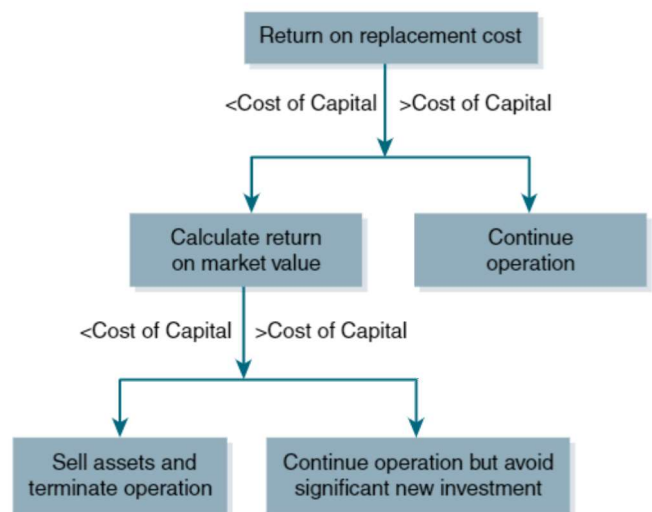 Return on replacement cost
<Cost of Capital >Cost of Capital
Calculate return
on market value
Continue
operation
<Cost of Capital >Cost of Capital
Sell assets and
terminate operation
Continue operation but avoid
significant new investment